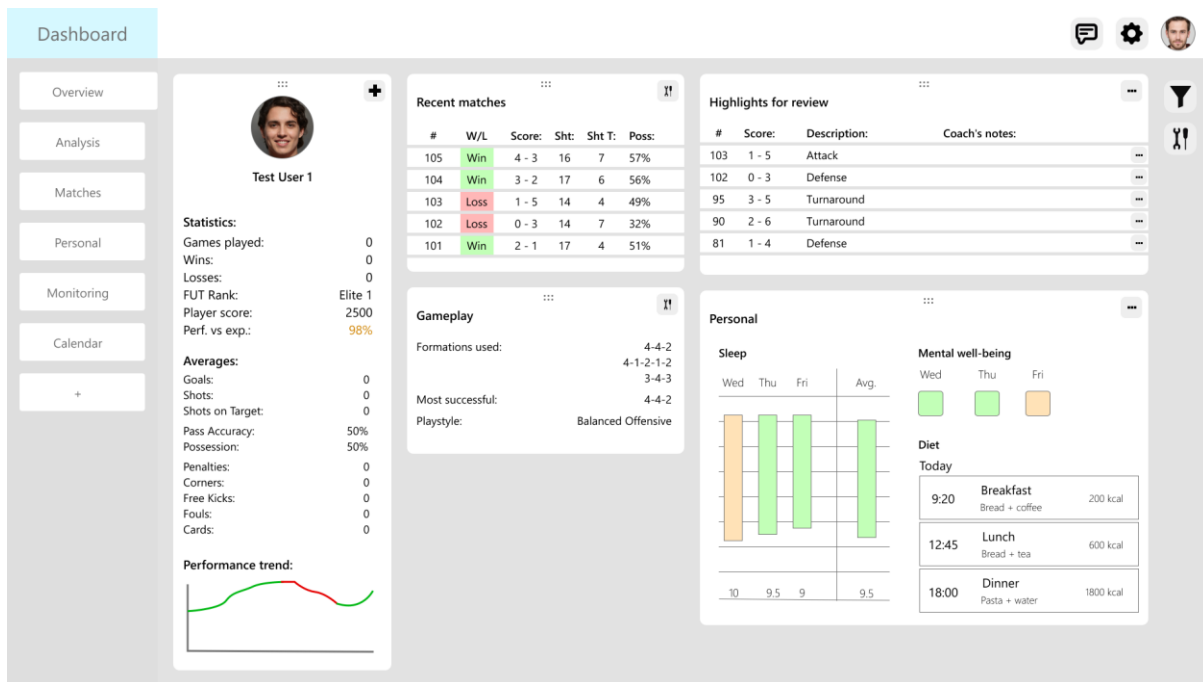 Dashboard
Overview
Analysis
Matches
Personal
Monitoring
Calendar
+
Test User 1
Statistics:
Games played: 0
Wins: 0
Losses: 0
FUT Rank: Elite 1
Player score: 2500
Perf. vs exp.: 98%
Averages:
Goals: 0
Shots: 0
Shots on Target: 0
Pass Accuracy: 50%
Possession: 50%
Penalties: 0
Corners: 0
Free Kicks: 0
Fouls: 0
Cards: 0
Performance trend:
Recent matches
# W/L Score: Sht: Sht T: Poss:
105 Win 4 - 3 16 7 57%
104 Win 3 - 2 17 6 56%
103 Loss 1 - 5 14 4 49%
102 Loss 0 - 3 14 7 32%
101 Win 2 - 1 17 4 51%
Gameplay
Formations used: 4-4-2
4-1-2-1-2
3-4-3
Most successful: 4-4-2
Playstyle: Balanced Offensive
Highlights for review
# Score: Description: Coach's notes:
103 1 - 5 Attack
102 0 - 3 Defense
95 3 - 5 Turnaround
90 2 - 6 Turnaround
81 1 - 4 Defense
Personal
Sleep
Wed Thu Fri Avg.
10 9.5 9 9.5
Mental well-being
Wed Thu Fri
Diet
Today
9:20 Breakfast 200 kcal
Bread + coffee
12:45 Lunch 600 kcal
Bread + tea
18:00 Dinner 1800 kcal
Pasta + water